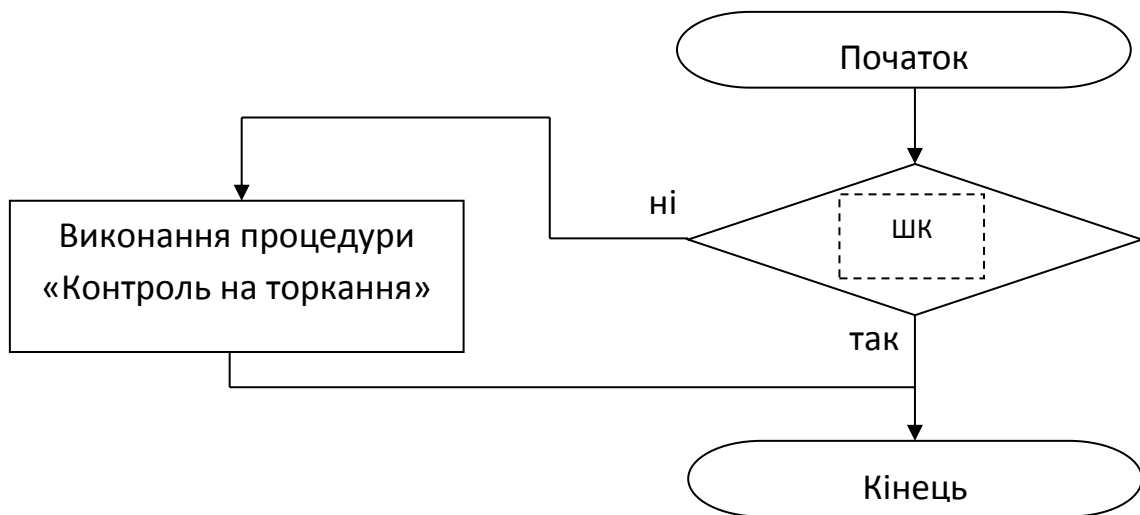 Початок
ні
шк
Виконання процедури
«Контроль на торкання»
так
Кінець